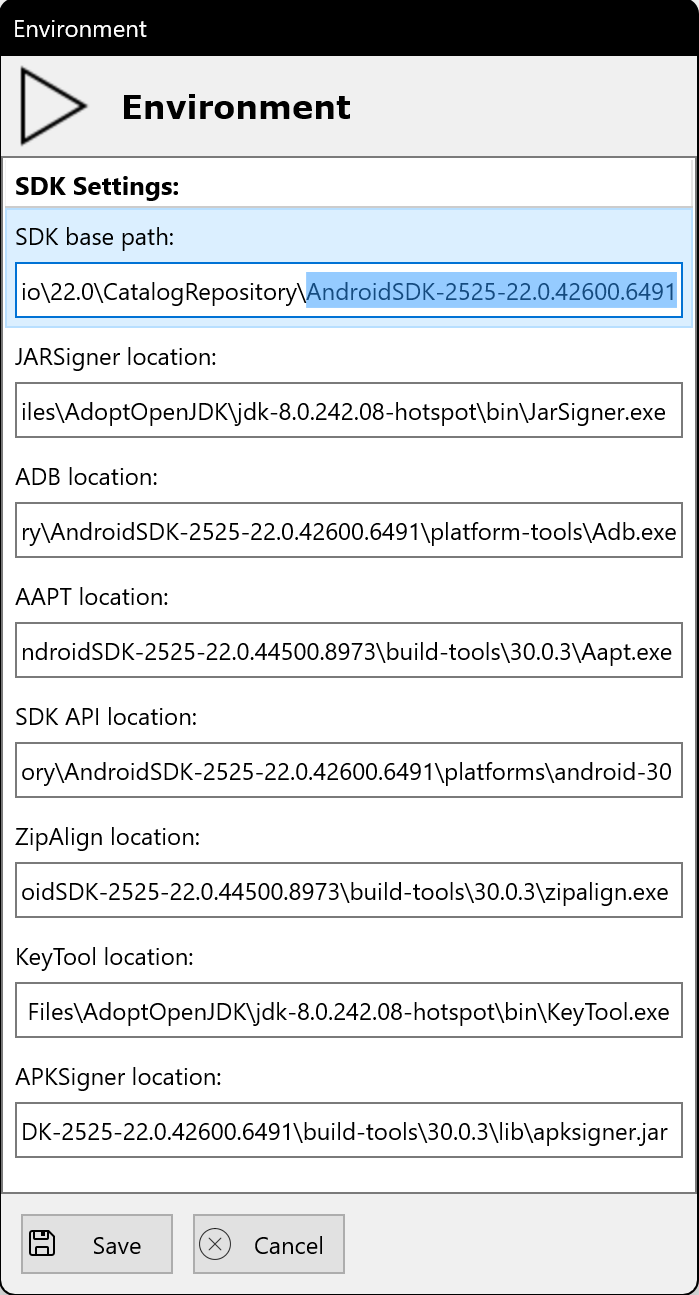 Environment
Environment
SDK Settings:
SDK base path:
io\22.0\CatalogRepository\AndroidSDK-2525-22.0.42600.6491
JARSigner location:
iles\AdoptOpenJDK\jdk-8.0.242.08-hotspot\bin\JarSigner.exe
ADB location:
ry\AndroidSDK-2525-22.0.42600.6491\platform-tools\Adb.exe
AAPT location:
ndroidSDK-2525-22.0.44500.8973\build-tools\30.0.3\Aapt.exe
SDK API location:
ory\AndroidSDK-2525-22.0.42600.6491\platforms\android-30
ZipAlign location:
oidSDK-2525-22.0.44500.8973\build-tools\30.0.3\zipalign.exe
KeyTool location:
Files\AdoptOpenJDK\jdk-8.0.242.08-hotspot\bin\KeyTool.exe
APKSigner location:
DK-2525-22.0.42600.6491\build-tools\30.0.3\lib\apksigner.jar
Save
Cancel